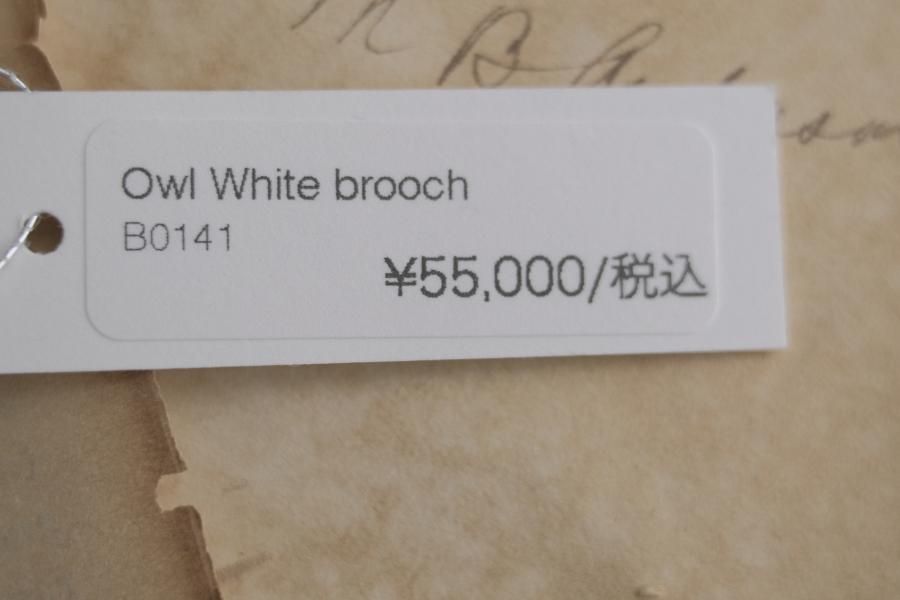 Owl White brooch
B0141
¥55,000/税込